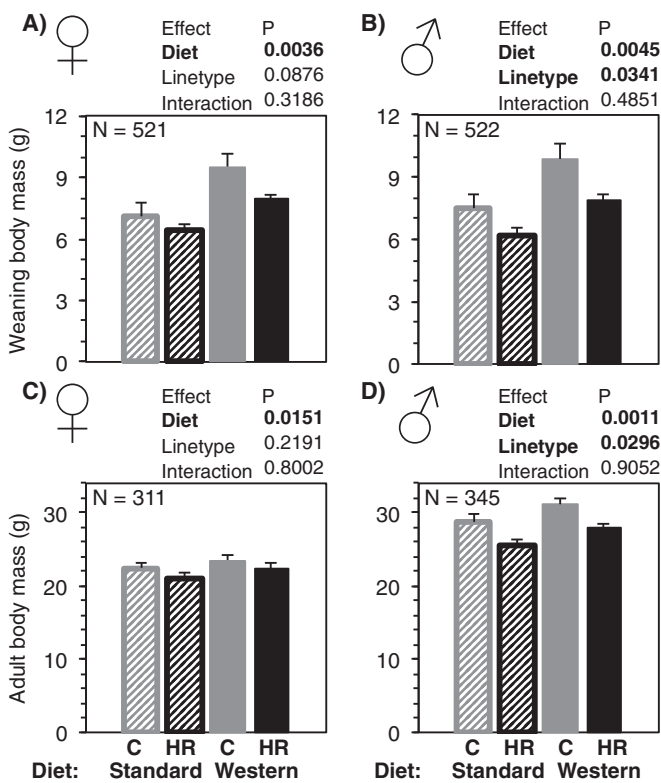 A) ♀ Effect P
Diet 0.0036
Linetype 0.0876
Interaction 0.3186
N = 521
Weaning body mass (g)
12
9
6
3
0
B) ♂ Effect P
Diet 0.0045
Linetype 0.0341
Interaction 0.4851
N = 522
12
9
6
3
0
C) ♀ Effect P
Diet 0.0151
Linetype 0.2191
Interaction 0.8002
N = 311
Adult body mass (g)
30
20
10
0
C HR C HR
Diet: Standard Western
D) ♂ Effect P
Diet 0.0011
Linetype 0.0296
Interaction 0.9052
N = 345
30
20
10
0
C HR C HR
Diet: Standard Western